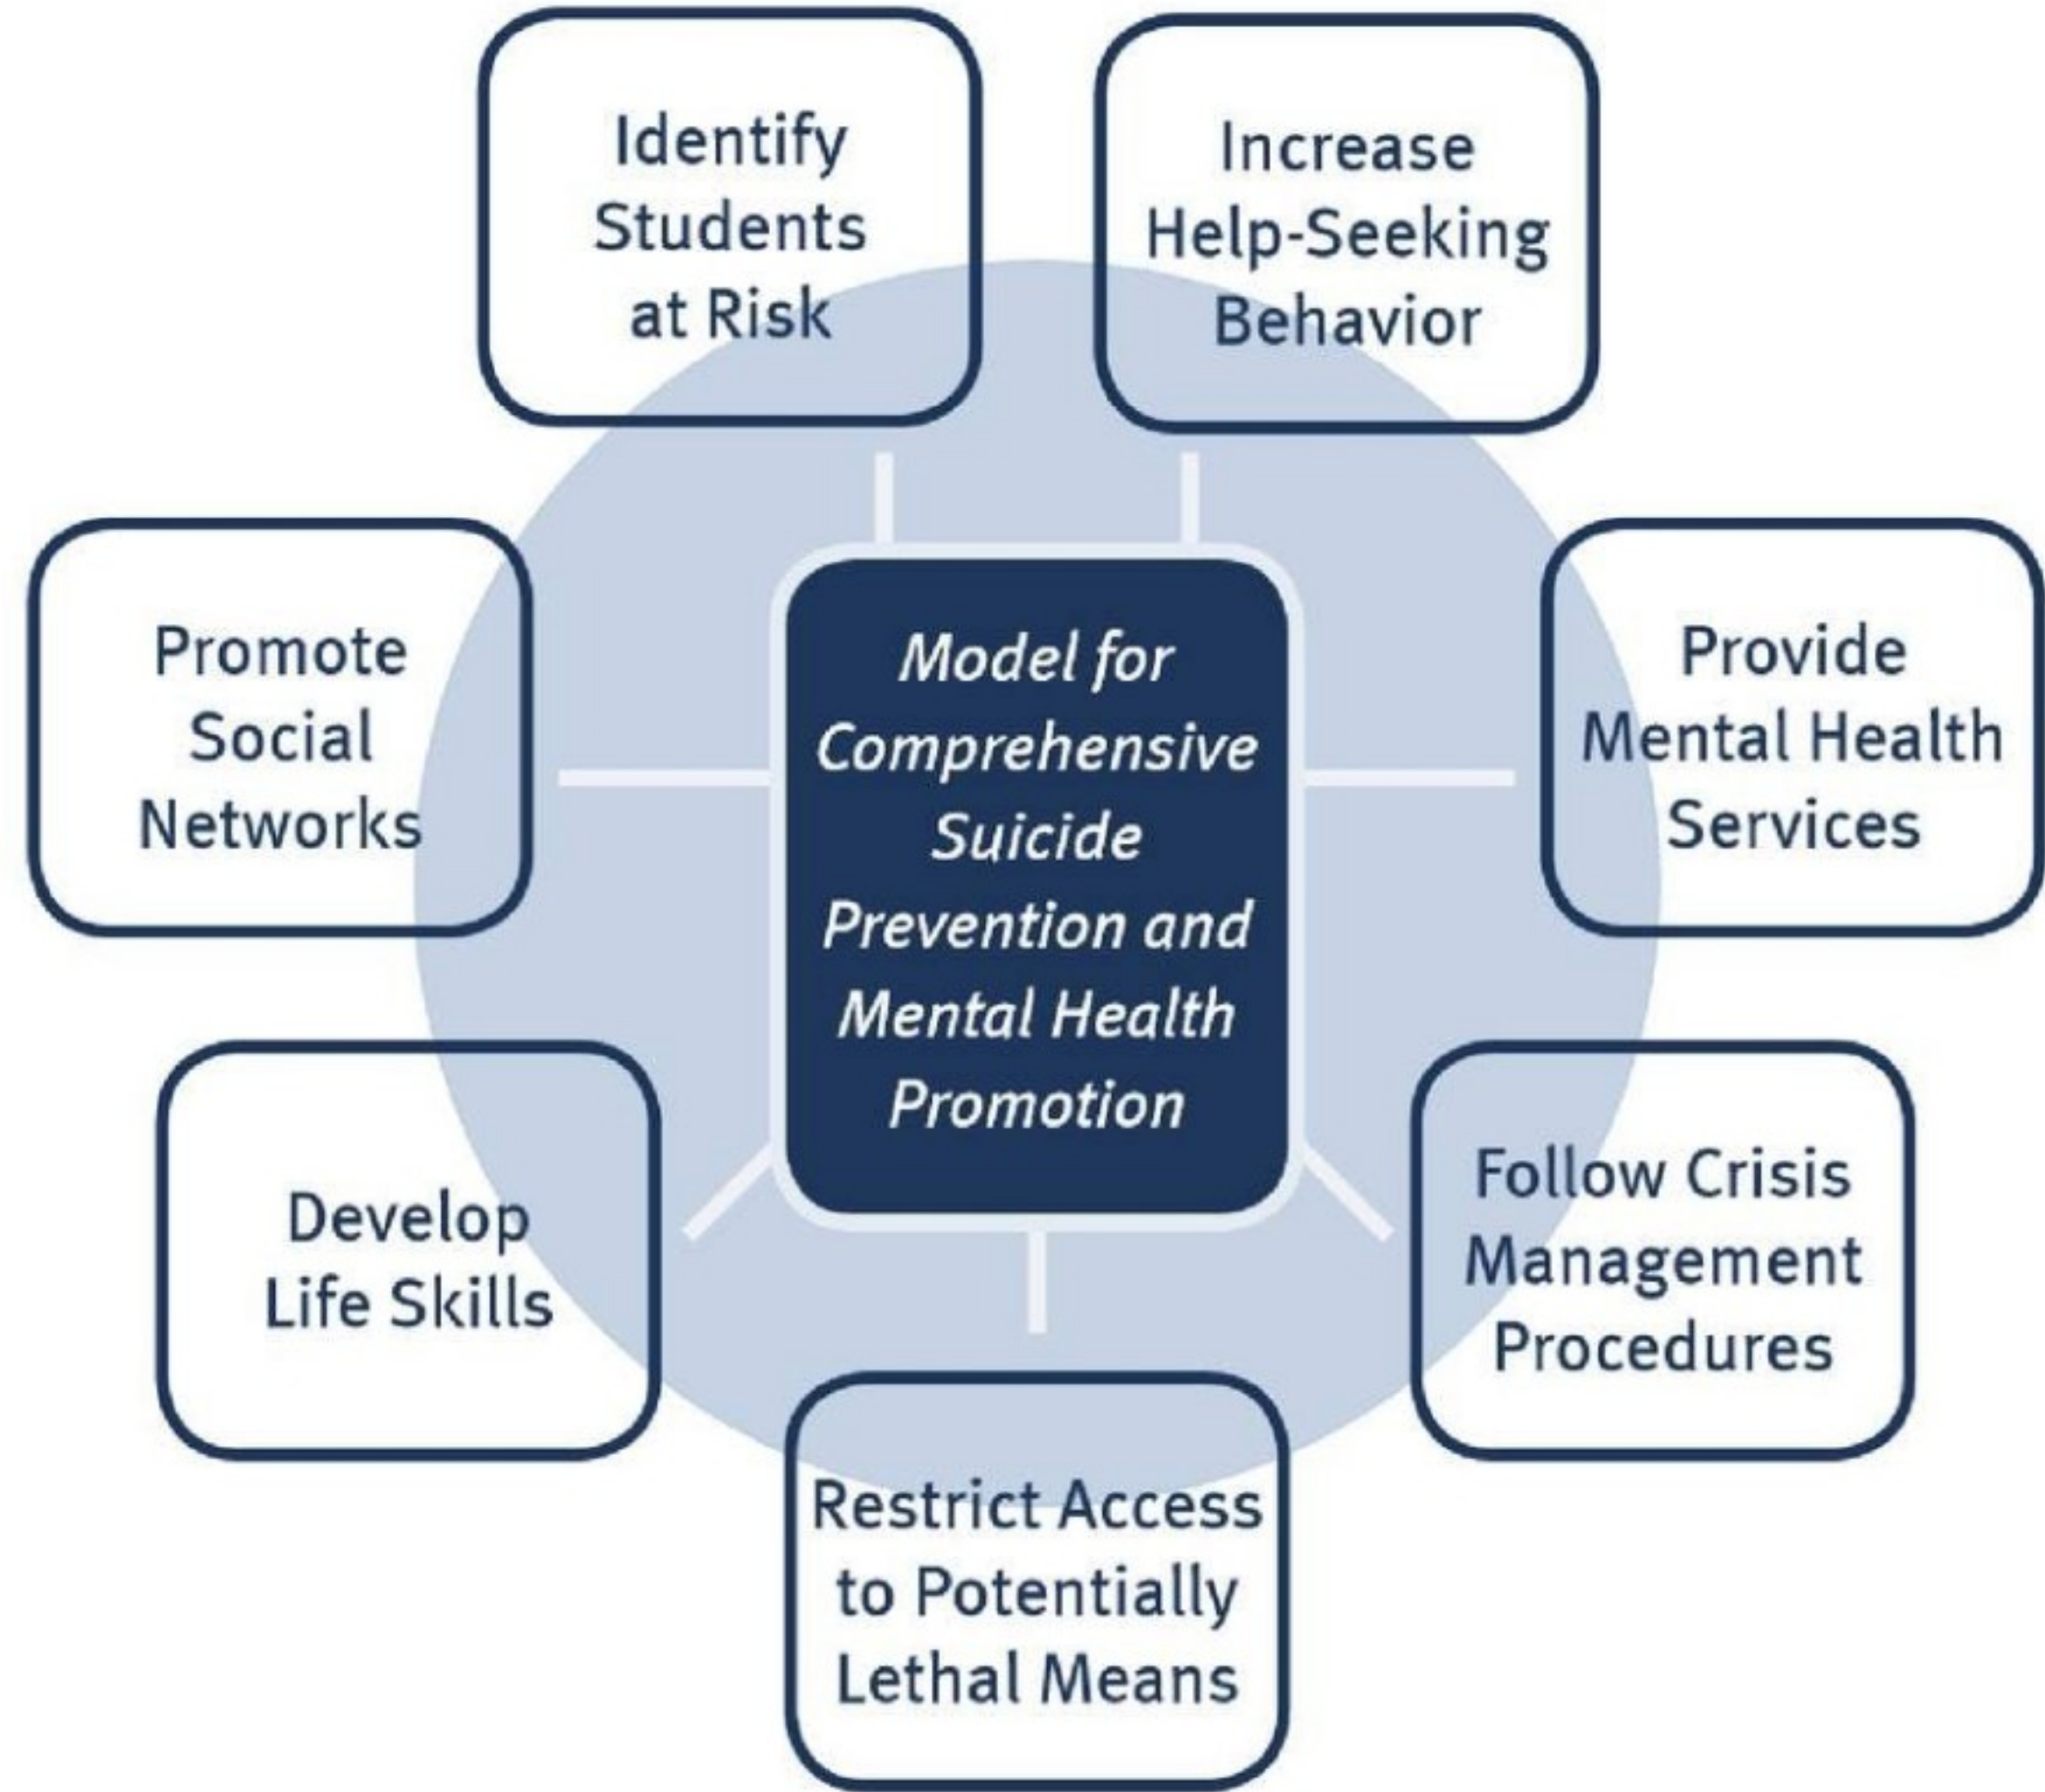 Identify
Students
at Risk
Increase
Help-Seeking
Behavior
Promote
Social
Networks
Model for
Comprehensive
Suicide
Prevention and
Mental Health
Promotion
Provide
Mental Health
Services
Develop
Life Skills
Follow Crisis
Management
Procedures
Restrict Access
to Potentially
Lethal Means